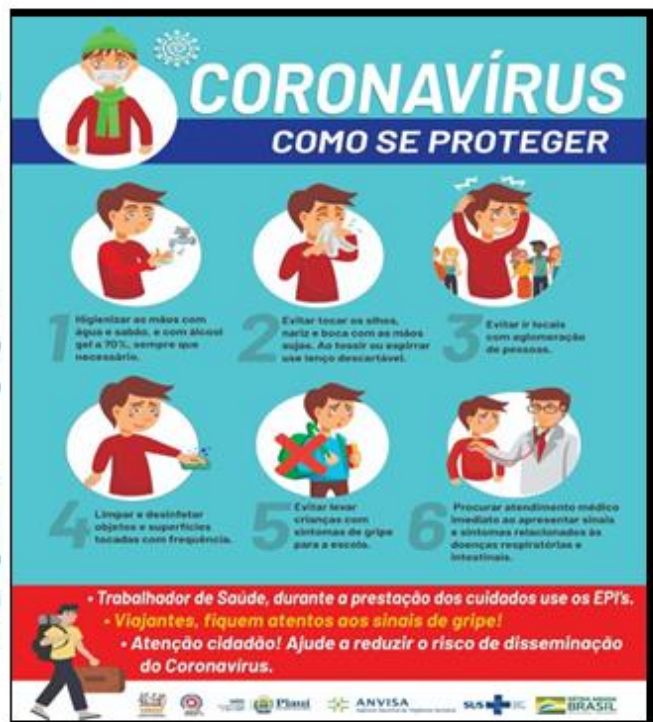 CORONAVÍRUS
COMO SE PROTEGER
1
Higienizar as mãos com
água e sabão, e com álcool
gel a 70%, sempre que
necessário.
2
Evitar tocar os olhos,
nariz e boca com as mãos
sujas. Ao tossir ou espirrar
use lenço descartável.
3
Evitar ir locais
com aglomeração
de pessoas.
4
Limpar e desinfetar
objetos e superfícies
tocadas com frequência.
5
Evitar levar
crianças com
sintomas de gripe
para a escola.
6
Procurar atendimento médico
imediato ao apresentar sinais
e sintomas relacionados às
doenças respiratórias e
intestinais.
• Trabalhador de Saúde, durante a prestação dos cuidados use os EPI's.
• Viajantes, fiquem atentos aos sinais de gripe!
• Atenção cidadão! Ajude a reduzir o risco de disseminação
do Coronavírus.
Piauí
ANVISA
SUS
BRASIL